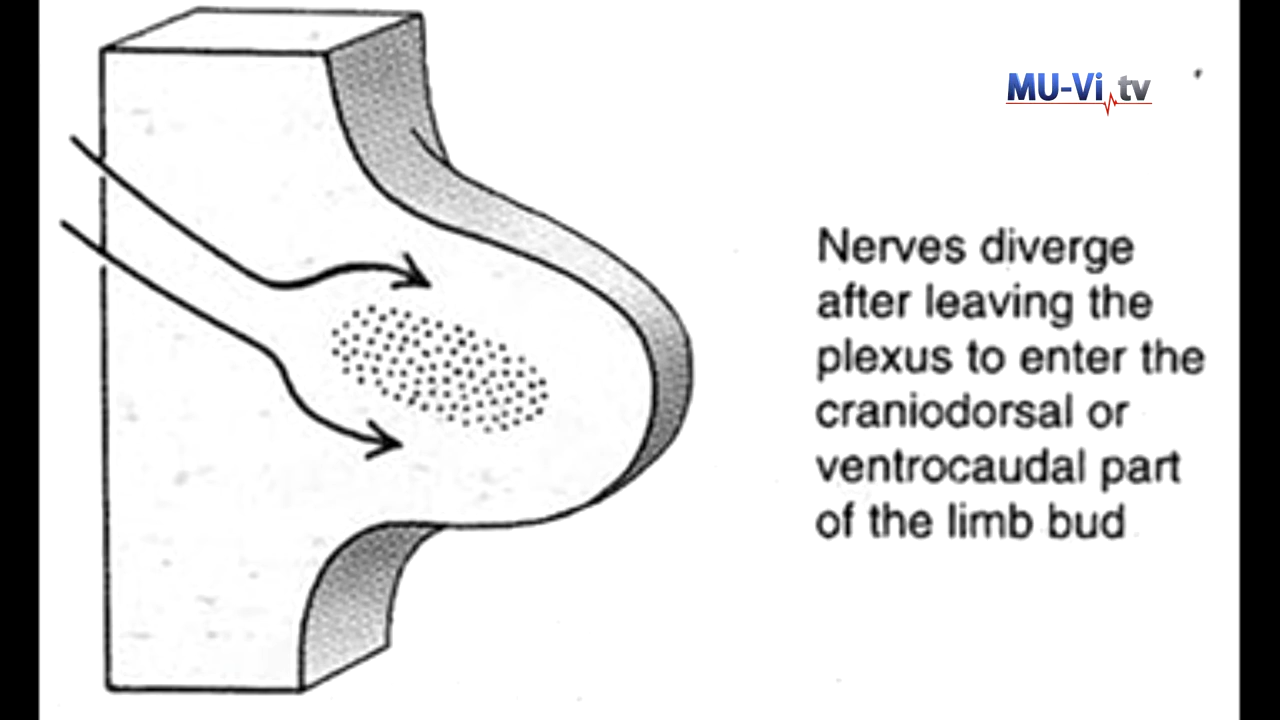 MU-Vi tv
Nerves diverge
after leaving the
plexus to enter the
craniodorsal or
ventrocaudal part
of the limb bud